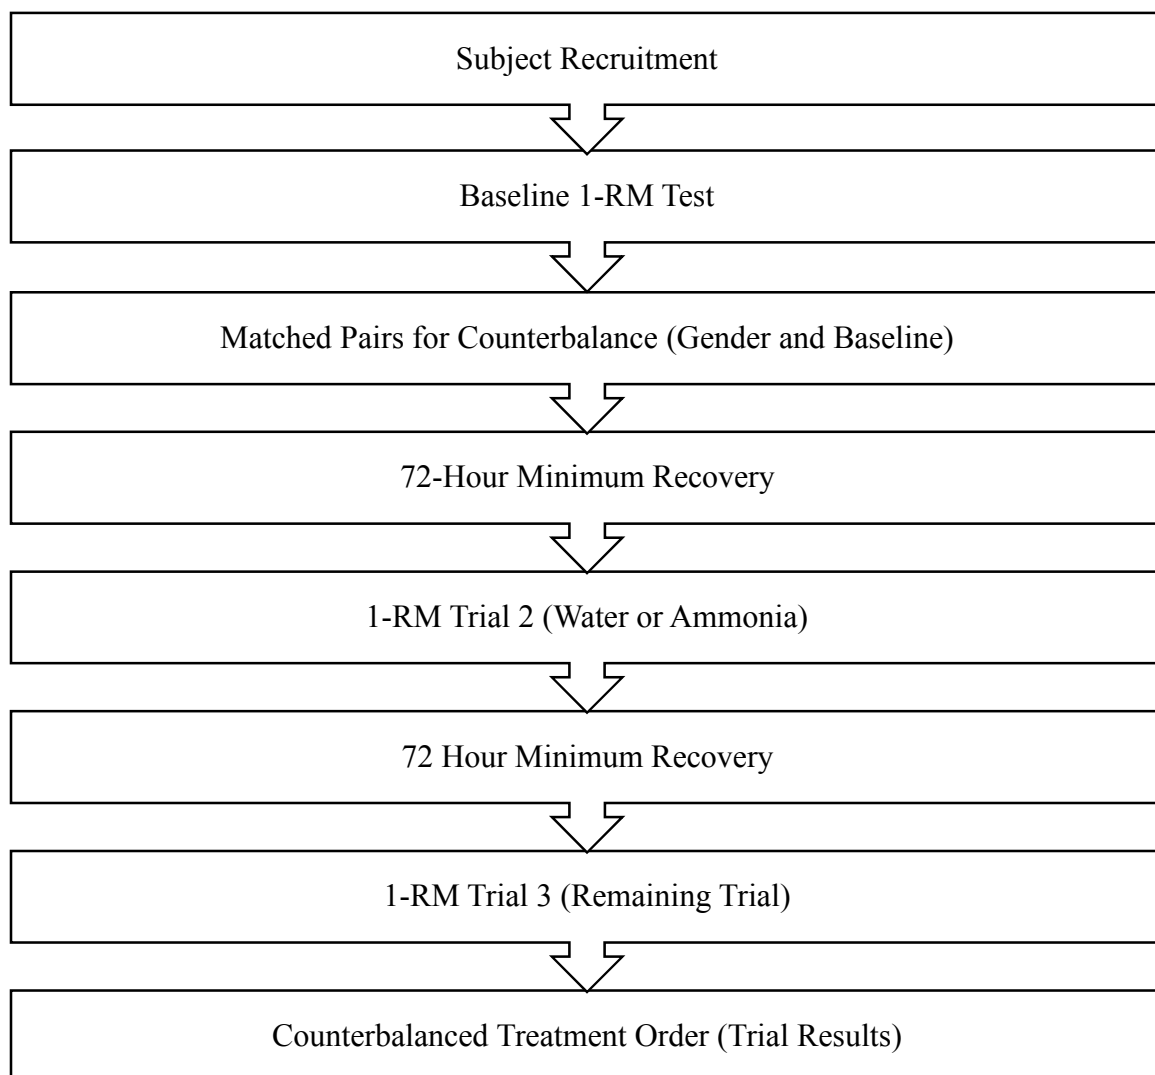 Subject Recruitment
Baseline 1-RM Test
Matched Pairs for Counterbalance (Gender and Baseline)
72-Hour Minimum Recovery
1-RM Trial 2 (Water or Ammonia)
72 Hour Minimum Recovery
1-RM Trial 3 (Remaining Trial)
Counterbalanced Treatment Order (Trial Results)